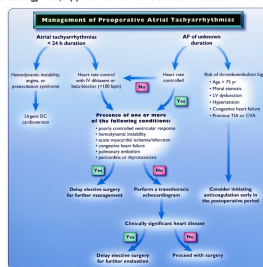 Management of Preoperative Atrial Tachyarrhythmias
Atrial tachyarrhythmias
< 24 h duration
AF of unknown
duration
Hemodynamic instability,
angina, or
preexcitation syndrome
Heart rate control
with IV diltiazem or
beta-blocker (<100 bpm)
Heart rate
controlled
Risk of thromboembolism high
• Age > 75 yr
• Mitral stenosis
• LV dysfunction
• Hypertension
• Congestive heart failure
• Previous TIA or CVA
No
Yes
Urgent DC
cardioversion
Presence of one or more
of the following conditions:
• poorly controlled ventricular response
• hemodynamic instability
• acute myocardial ischemia/infarction
• congestive heart failure
• pulmonary embolism
• pericarditis or thyrotoxicosis
Yes
No
Delay elective surgery
for further management
Perform a transthoracic
echocardiogram
Consider initiating
anticoagulation early in
the postoperative period
Clinically significant heart disease
Yes
No
Delay elective surgery
for further evaluation
Proceed with surgery